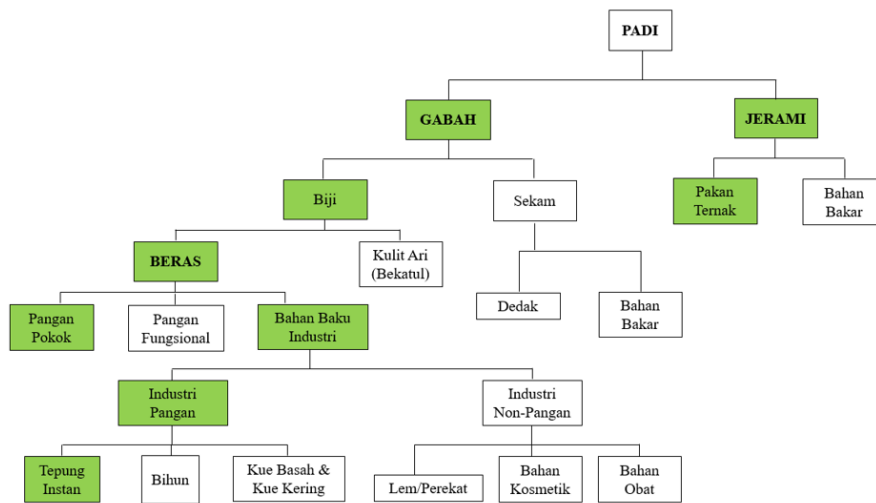 PADI
GABAH
JERAMI
Biji
Sekam
Pakan
Ternak
Bahan
Bakar
BERAS
Kulit Ari
(Bekatul)
Dedak
Bahan
Bakar
Pangan
Pokok
Pangan
Fungsional
Bahan Baku
Industri
Industri
Pangan
Industri
Non-Pangan
Tepung
Instan
Bihun
Kue Basah &
Kue Kering
Lem/Perekat
Bahan
Kosmetik
Bahan
Obat